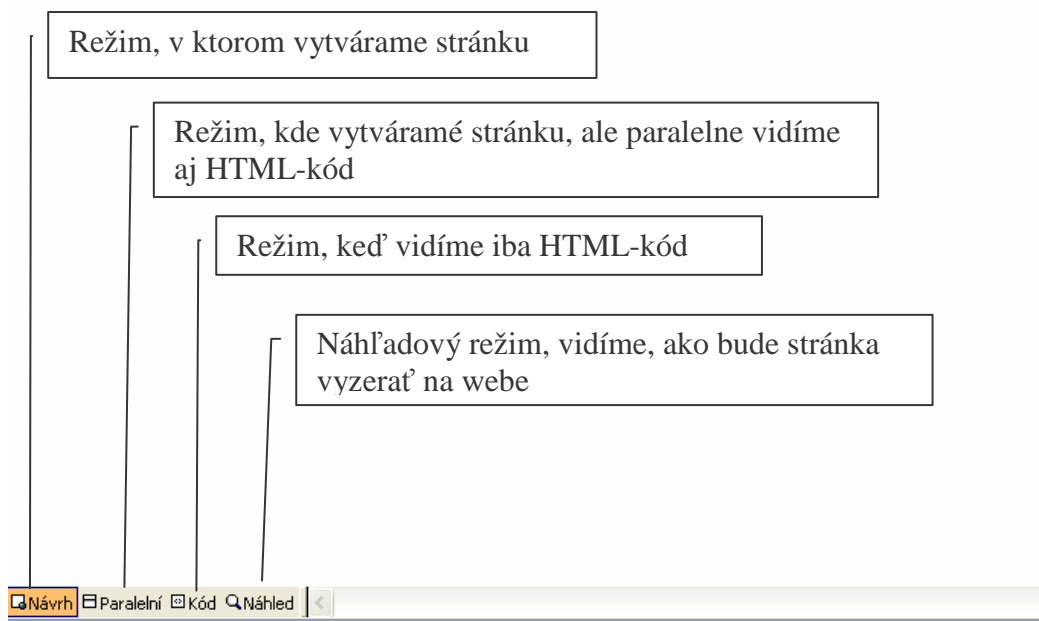 Režim, v ktorom vytvárame stránku
Režim, kde vytváramé stránku, ale paralelne vidíme
aj HTML-kód
Režim, keď vidíme iba HTML-kód
Náhľadový režim, vidíme, ako bude stránka
vyzerať na webe
Návrh Paralelní Kód Náhled